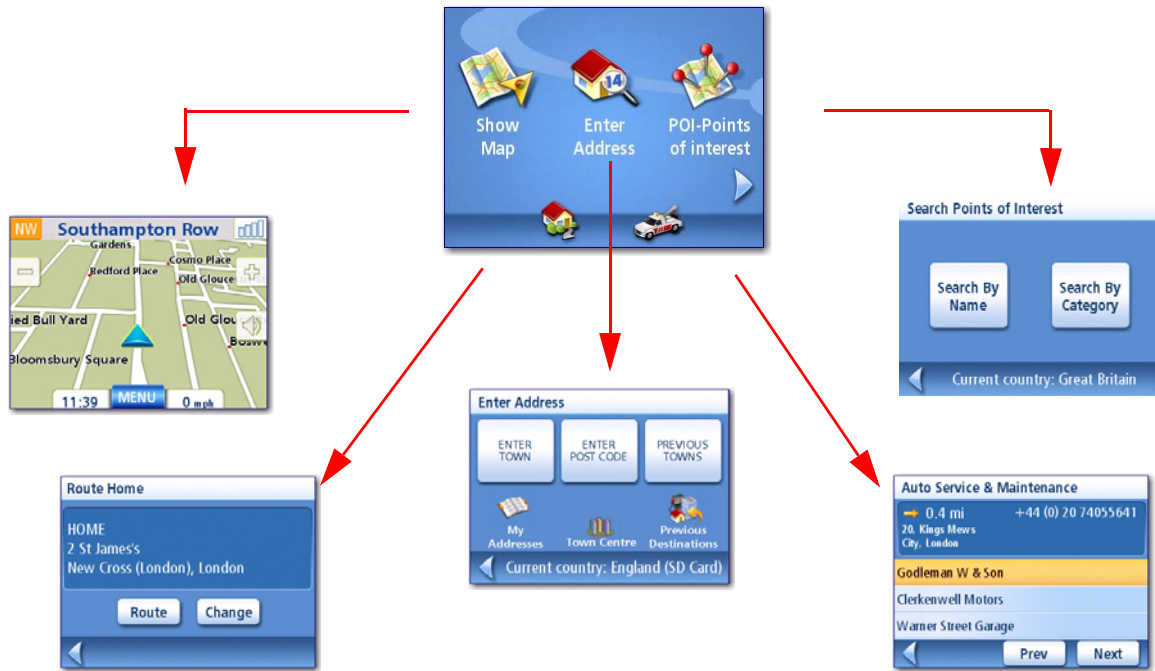 14
Show
Map
Enter
Address
POI-Points
of interest
NW Southampton Row
Gardens
Cosmo Place
Bedford Place
Old Glouce
ied Bull Yard
Old Glou
Boswe
Bloomsbury Square
11:39 MENU 0 mph
Search Points of Interest
Search By
Name
Search By
Category
Current country: Great Britain
Enter Address
ENTER
TOWN
ENTER
POST CODE
PREVIOUS
TOWNS
My
Addresses
Town Centre
Previous
Destinations
Current country: England (SD Card)
Route Home
HOME
2 St James's
New Cross (London), London
Route Change
Auto Service & Maintenance
0.4 mi +44 (0) 20 74055641
20, Kings Mews
City, London
Godleman W & Son
Clerkenwell Motors
Warner Street Garage
Prev Next